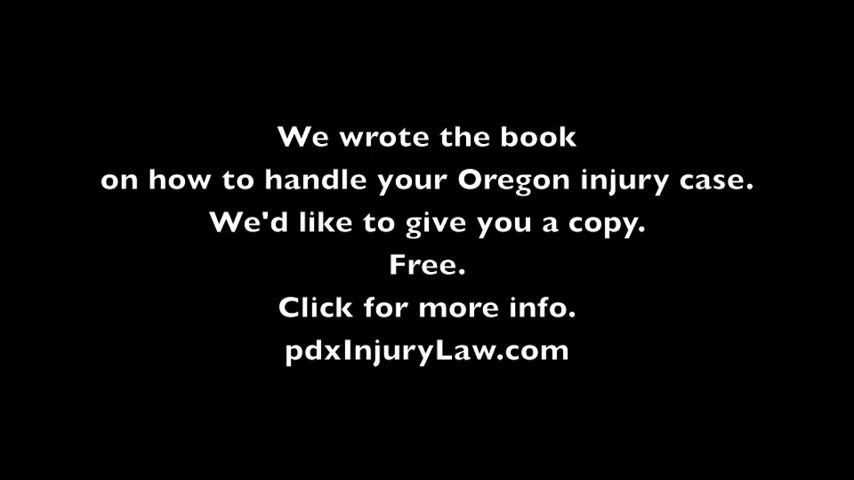 We wrote the book
on how to handle your Oregon injury case.
We'd like to give you a copy.
Free.
Click for more info.
pdxInjuryLaw.com